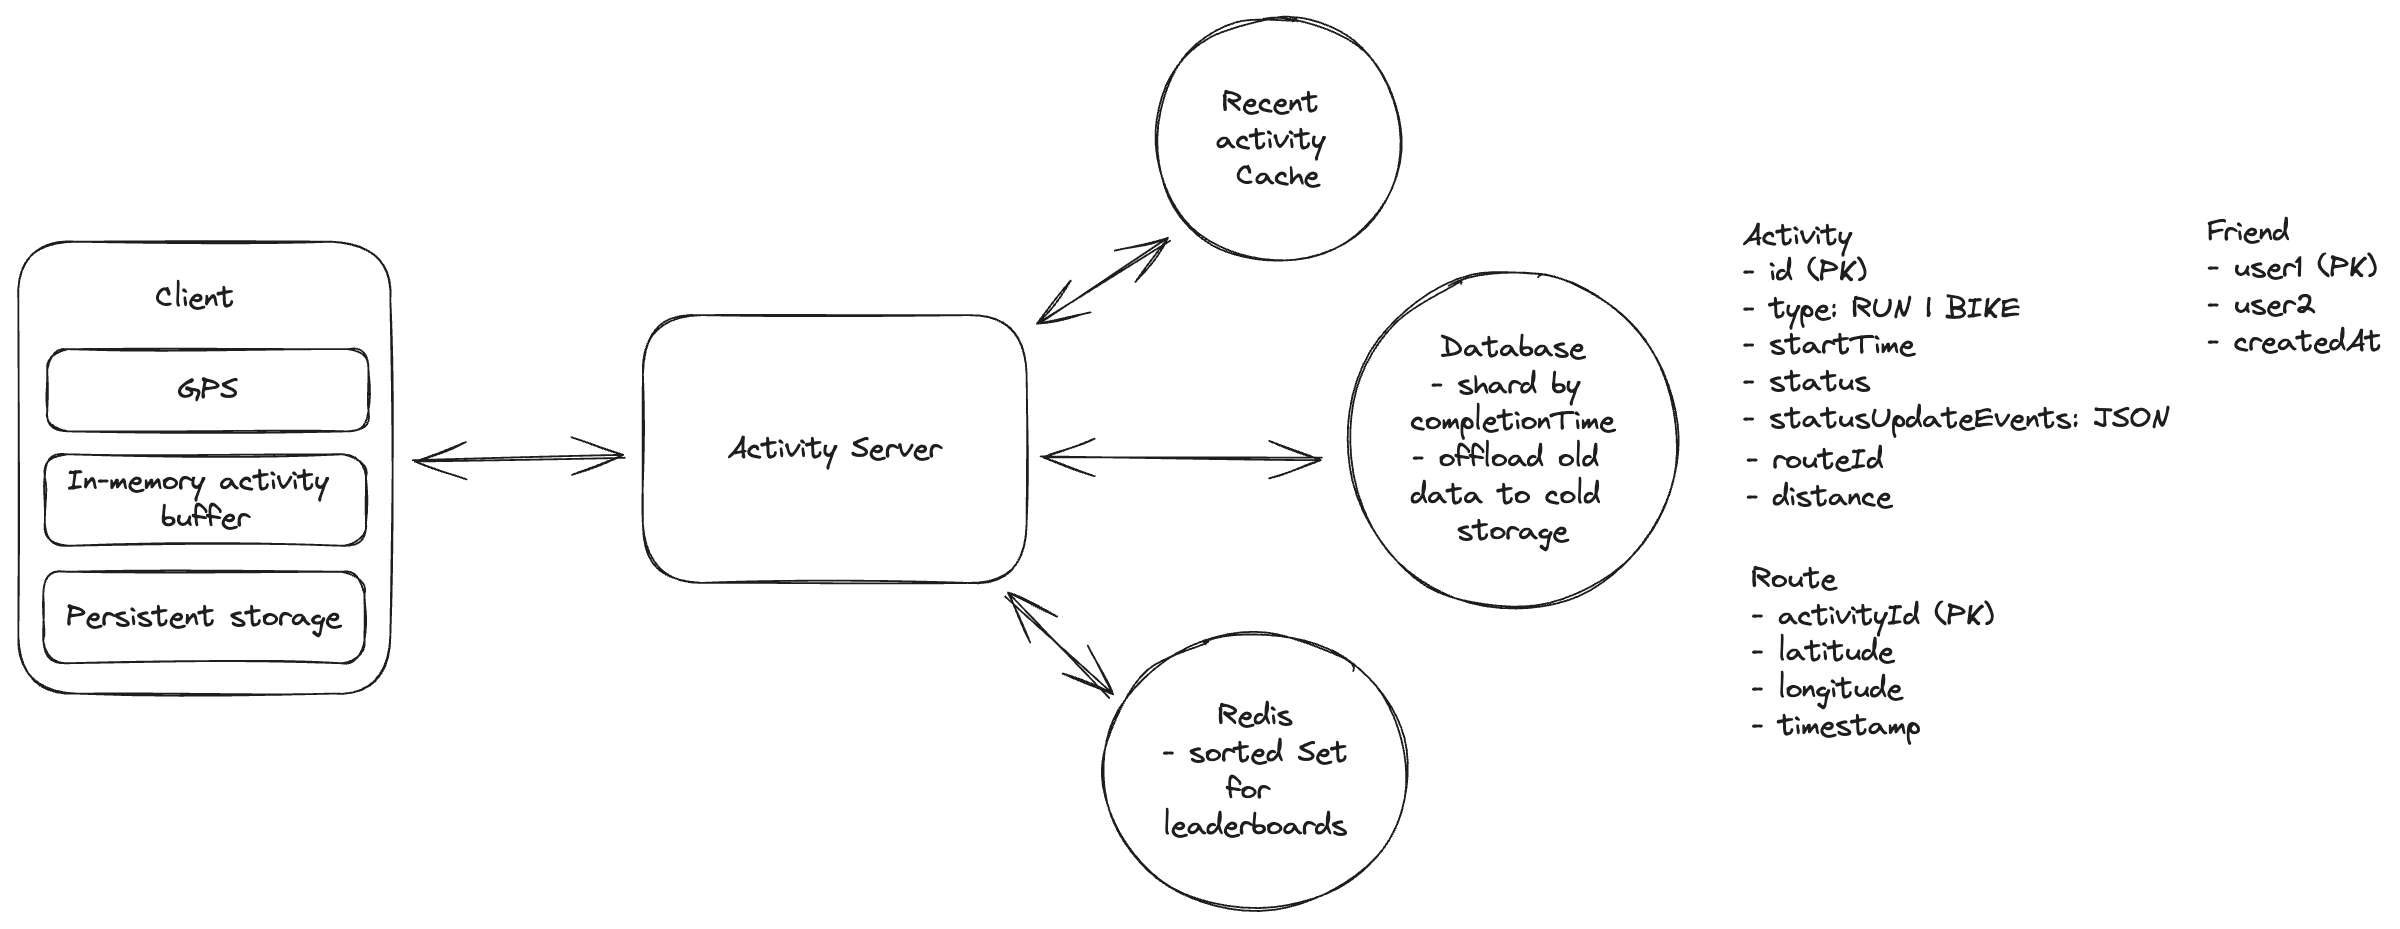 Client
GPS
In-memory activity
buffer
Persistent storage
Activity Server
Recent
activity
Cache
Database
- shard by
completionTime
- offload old
data to cold
storage
Redis
- sorted Set
for
leaderboards
Activity
- id (PK)
- type: RUN | BIKE
- startTime
- status
- statusUpdateEvents: JSON
- routeId
- distance
Route
- activityId (PK)
- latitude
- longitude
- timestamp
Friend
- user1 (PK)
- user2
- createdAt